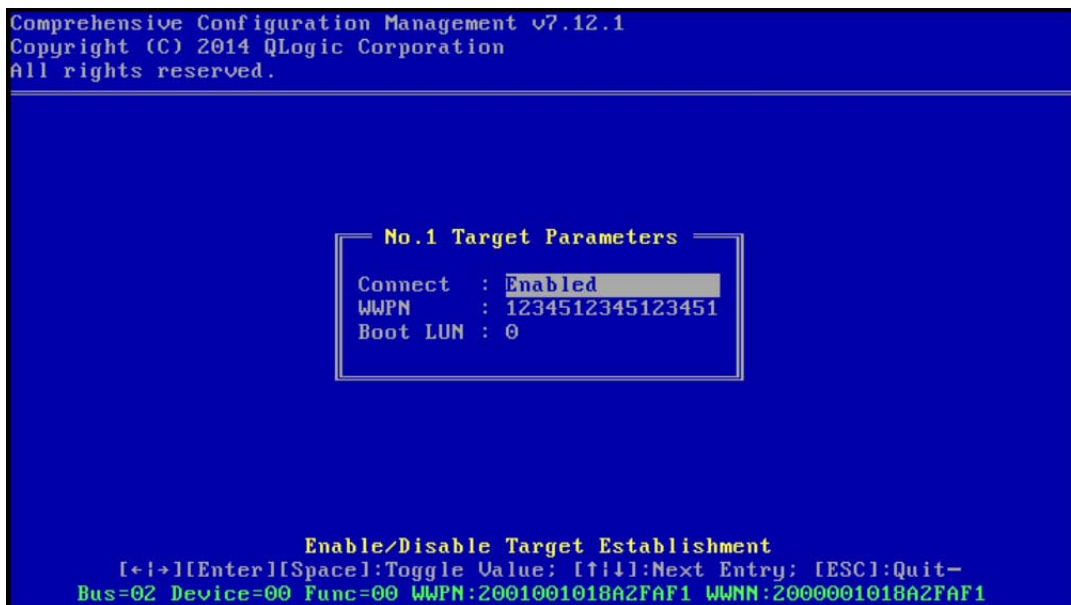 Comprehensive Configuration Management v7.12.1
Copyright (C) 2014 QLogic Corporation
All rights reserved.
No.1 Target Parameters
Connect : Enabled
WWPN : 1234512345123451
Boot LUN : 0
Enable/Disable Target Establishment
[←|→][Enter][Space]:Toggle Value; [↑|↓]:Next Entry; [ESC]:Quit
Bus=02 Device=00 Func=00 WWPN:2001001018A2FAF1 WWNN:2000001018A2FAF1